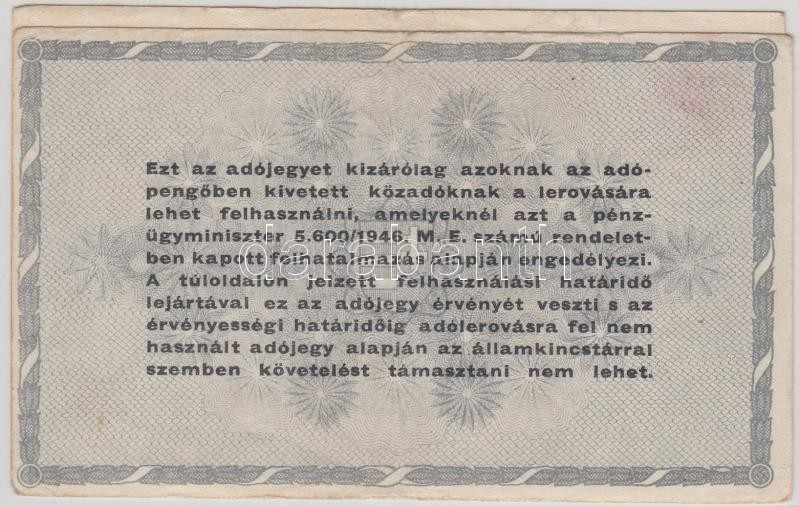 Ezt az adójegyet kizárólag azoknak az adó-
pengőben kivetett közadóknak a lerovására
lehet felhasználni, amelyeknél azt a pénz-
ügyminiszter 5.600/1946. M. E. számú rendelet-
ben kapott felhatalmazás alapján engedélyezi.
darabanth
A túloldalon jelzett felhasználási határidő
lejártával ez az adójegy érvényét veszti s az
érvényességi határidőig adólerovásra fel nem
használt adójegy alapján az államkincstárral
szemben követelést támasztani nem lehet.